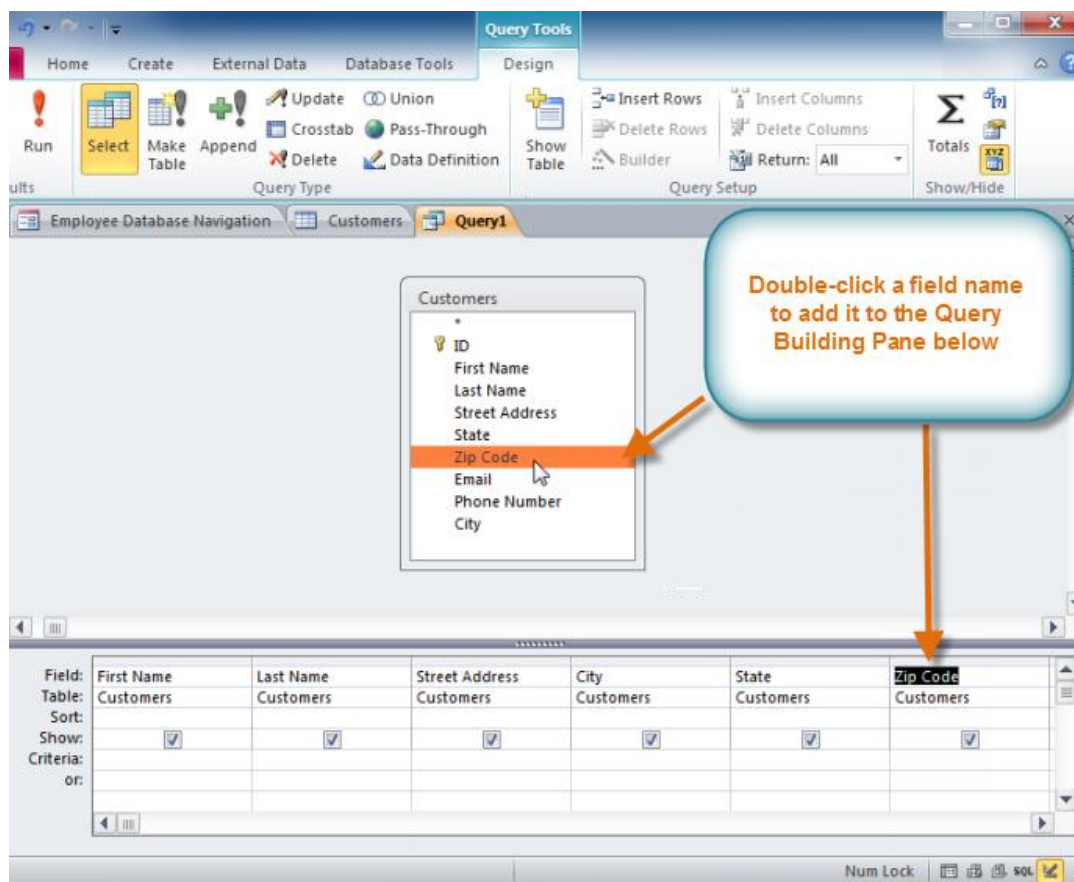 Query Tools
Home Create External Data Database Tools Design
Update Union Insert Rows Insert Columns
Crosstab Pass-Through Delete Rows Delete Columns
Run Select Make Table Append Delete Data Definition Show Table Builder Return: All Totals
ults Query Type Query Setup Show/Hide
Employee Database Navigation Customers Query1
Double-click a field name
to add it to the Query
Building Pane below
Customers
*
ID
First Name
Last Name
Street Address
State
Zip Code
Email
Phone Number
City
Field: First Name Last Name Street Address City State Zip Code
Table: Customers Customers Customers Customers Customers Customers
Sort:
Show:
Criteria:
or:
Num Lock SQL